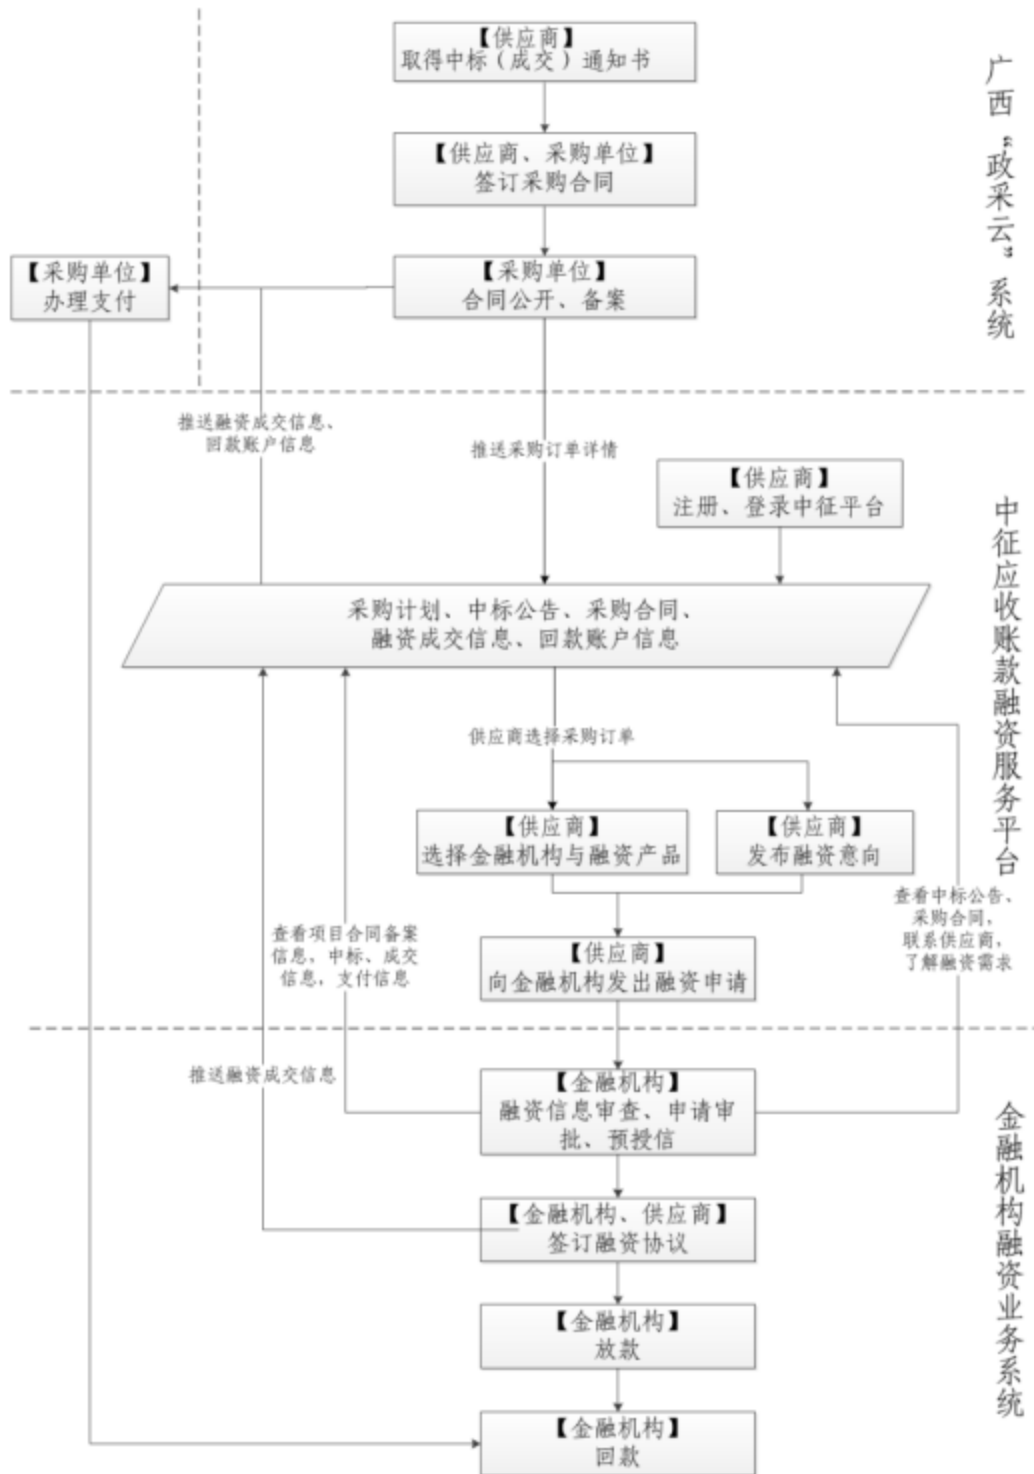 【供应商】
取得中标（成交）通知书
【供应商、采购单位】
签订采购合同
【采购单位】
合同公开、备案
【采购单位】
办理支付
广西“政采云”系统
推送融资成交信息、
回款账户信息
推送采购订单详情
【供应商】
注册、登录中征平台
采购计划、中标公告、采购合同、
融资成交信息、回款账户信息
供应商选择采购订单
【供应商】
选择金融机构与融资产品
【供应商】
发布融资意向
中征应收账款融资服务平台
查看中标公告、
采购合同，
联系供应商，
了解融资需求
查看项目合同备案
信息，中标、成交
信息，支付信息
【供应商】
向金融机构发出融资申请
推送融资成交信息
【金融机构】
融资信息审查、申请审
批、预授信
【金融机构、供应商】
签订融资协议
【金融机构】
放款
【金融机构】
回款
金融机构融资业务系统